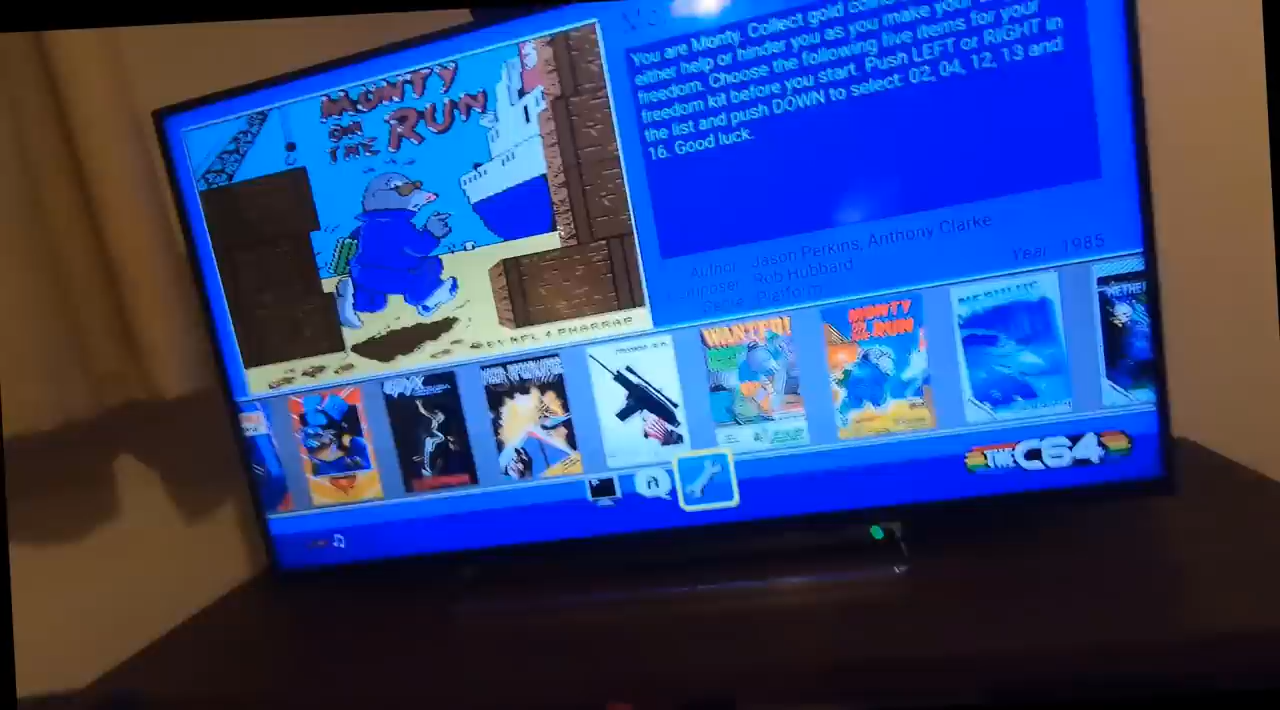 MONTY
ON
THE RUN
You are Monty. Collect gold coins
either help or hinder you as you make your
freedom. Choose the following five items for your
freedom kit before you start. Push LEFT or RIGHT in
the list and push DOWN to select: 02, 04, 12, 13 and
16. Good luck.
Author: Jason Perkins, Anthony Clarke
Composer: Rob Hubbard
Genre: Platform
Year: 1985
WANTED!
MONTY
RUN
THE C64